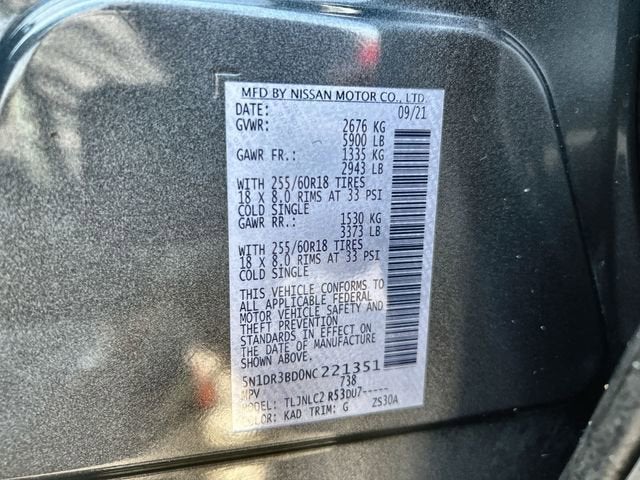 MFD BY NISSAN MOTOR CO., LTD.
DATE: 09/21
GVWR: 2676 KG
5900 LB
GAWR FR.: 1335 KG
2943 LB
WITH 255/60R18 TIRES
18 X 8.0 RIMS AT 33 PSI
COLD SINGLE
GAWR RR.: 1530 KG
3373 LB
WITH 255/60R18 TIRES
18 X 8.0 RIMS AT 33 PSI
COLD SINGLE
THIS VEHICLE CONFORMS TO
ALL APPLICABLE FEDERAL
MOTOR VEHICLE SAFETY AND
THEFT PREVENTION
STANDARDS IN EFFECT ON
THE DATE OF MANUFACTURE
SHOWN ABOVE.
5N1DR3BD0NC221351
MPV 738
MODEL: TLJNLC2 R53DU7-----
COLOR: KAD TRIM: G ZS30A